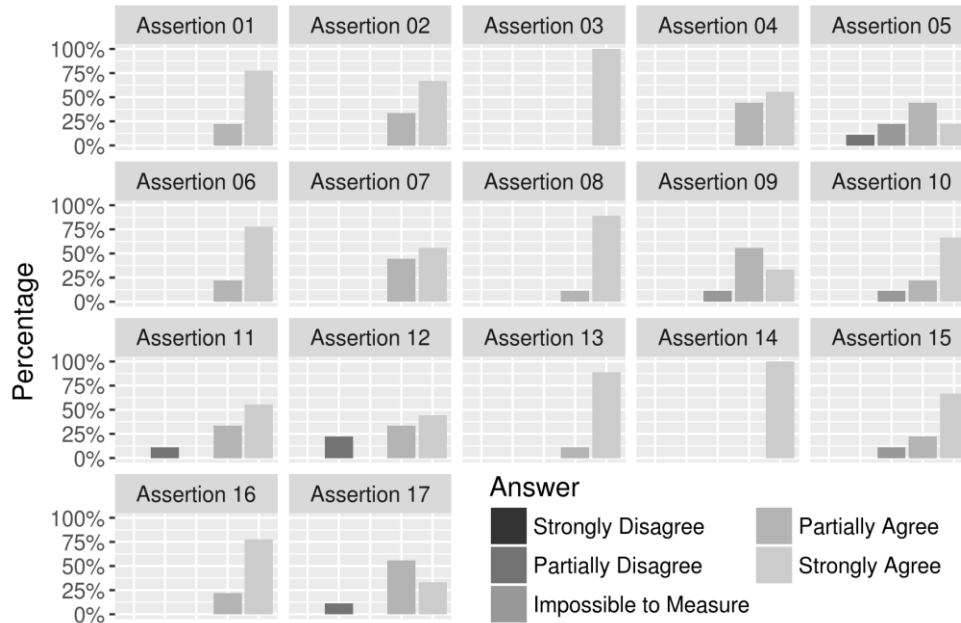 Assertion 01 Assertion 02 Assertion 03 Assertion 04 Assertion 05
100%
75%
50%
25%
0%
Assertion 06 Assertion 07 Assertion 08 Assertion 09 Assertion 10
100%
75%
50%
25%
0%
Percentage
Assertion 11 Assertion 12 Assertion 13 Assertion 14 Assertion 15
100%
75%
50%
25%
0%
Assertion 16 Assertion 17
100%
75%
50%
25%
0%
Answer
Strongly Disagree
Partially Disagree
Impossible to Measure
Partially Agree
Strongly Agree